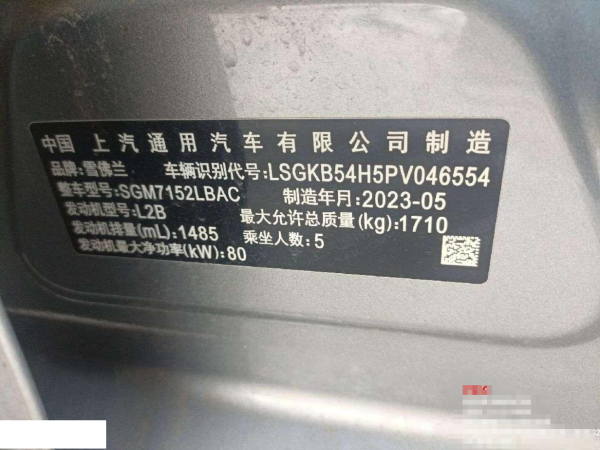 中国 上汽通用汽车有限公司制造
品牌:雪佛兰 车辆识别代号:LSGKB54H5PV046554
整车型号:SGM7152LBAC 制造年月:2023-05
发动机型号:L2B 最大允许总质量(kg):1710
发动机排量(mL):1485 乘坐人数:5
发动机最大净功率(kW):80